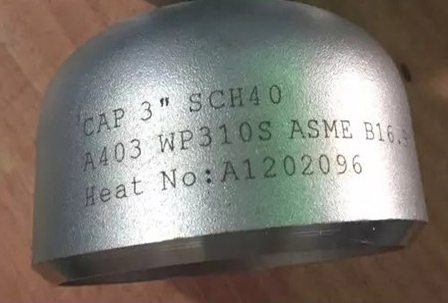 CAP 3" SCH40
A403 WP310S ASME B16.
Heat No:A1202096